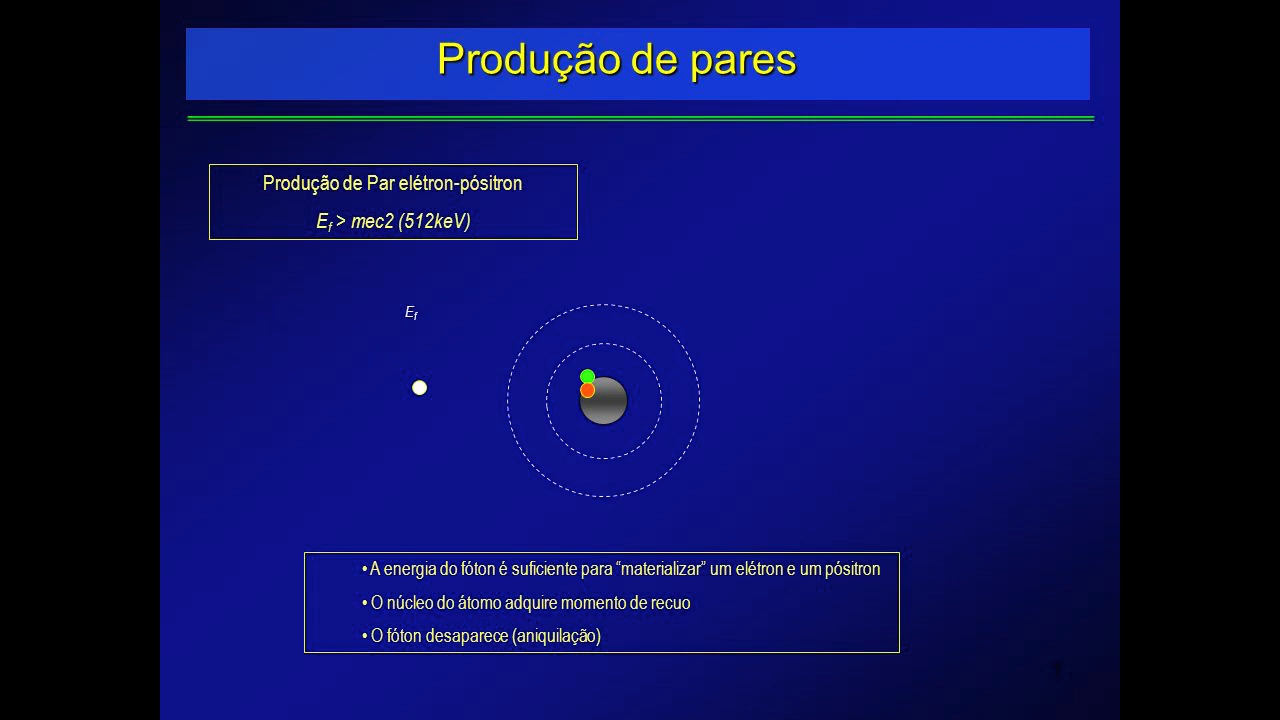 Produção de pares
Produção de Par elétron-pósitron
Ef > mec2 (512keV)
Ef
• A energia do fóton é suficiente para “materializar” um elétron e um pósitron
• O núcleo do átomo adquire momento de recuo
• O fóton desaparece (aniquilação)